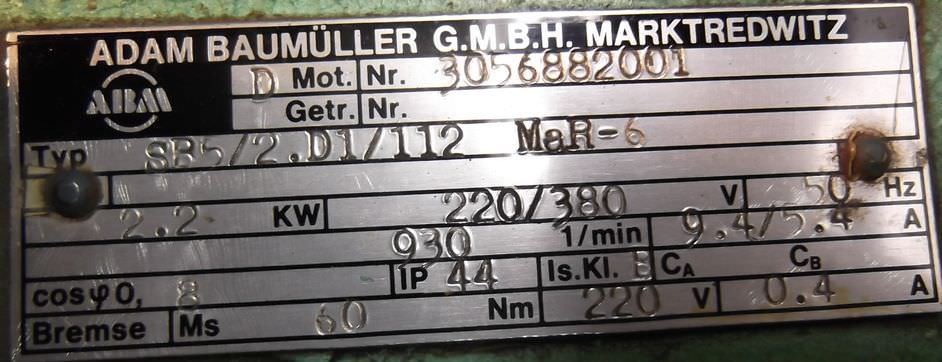 ADAM BAUMÜLLER G.M.B.H. MARKTREDWITZ
ABM
D Mot. Nr. 3056882001
Getr. Nr.
Typ SB5/2.D1/112 MaR-6
2.2 KW 220/380 V 50 Hz
930 1/min 9.4/5.4 A
cosφ 0, 8 IP 44 Is.Kl. B CA CB
Bremse Ms 60 Nm 220 V 0.4 A